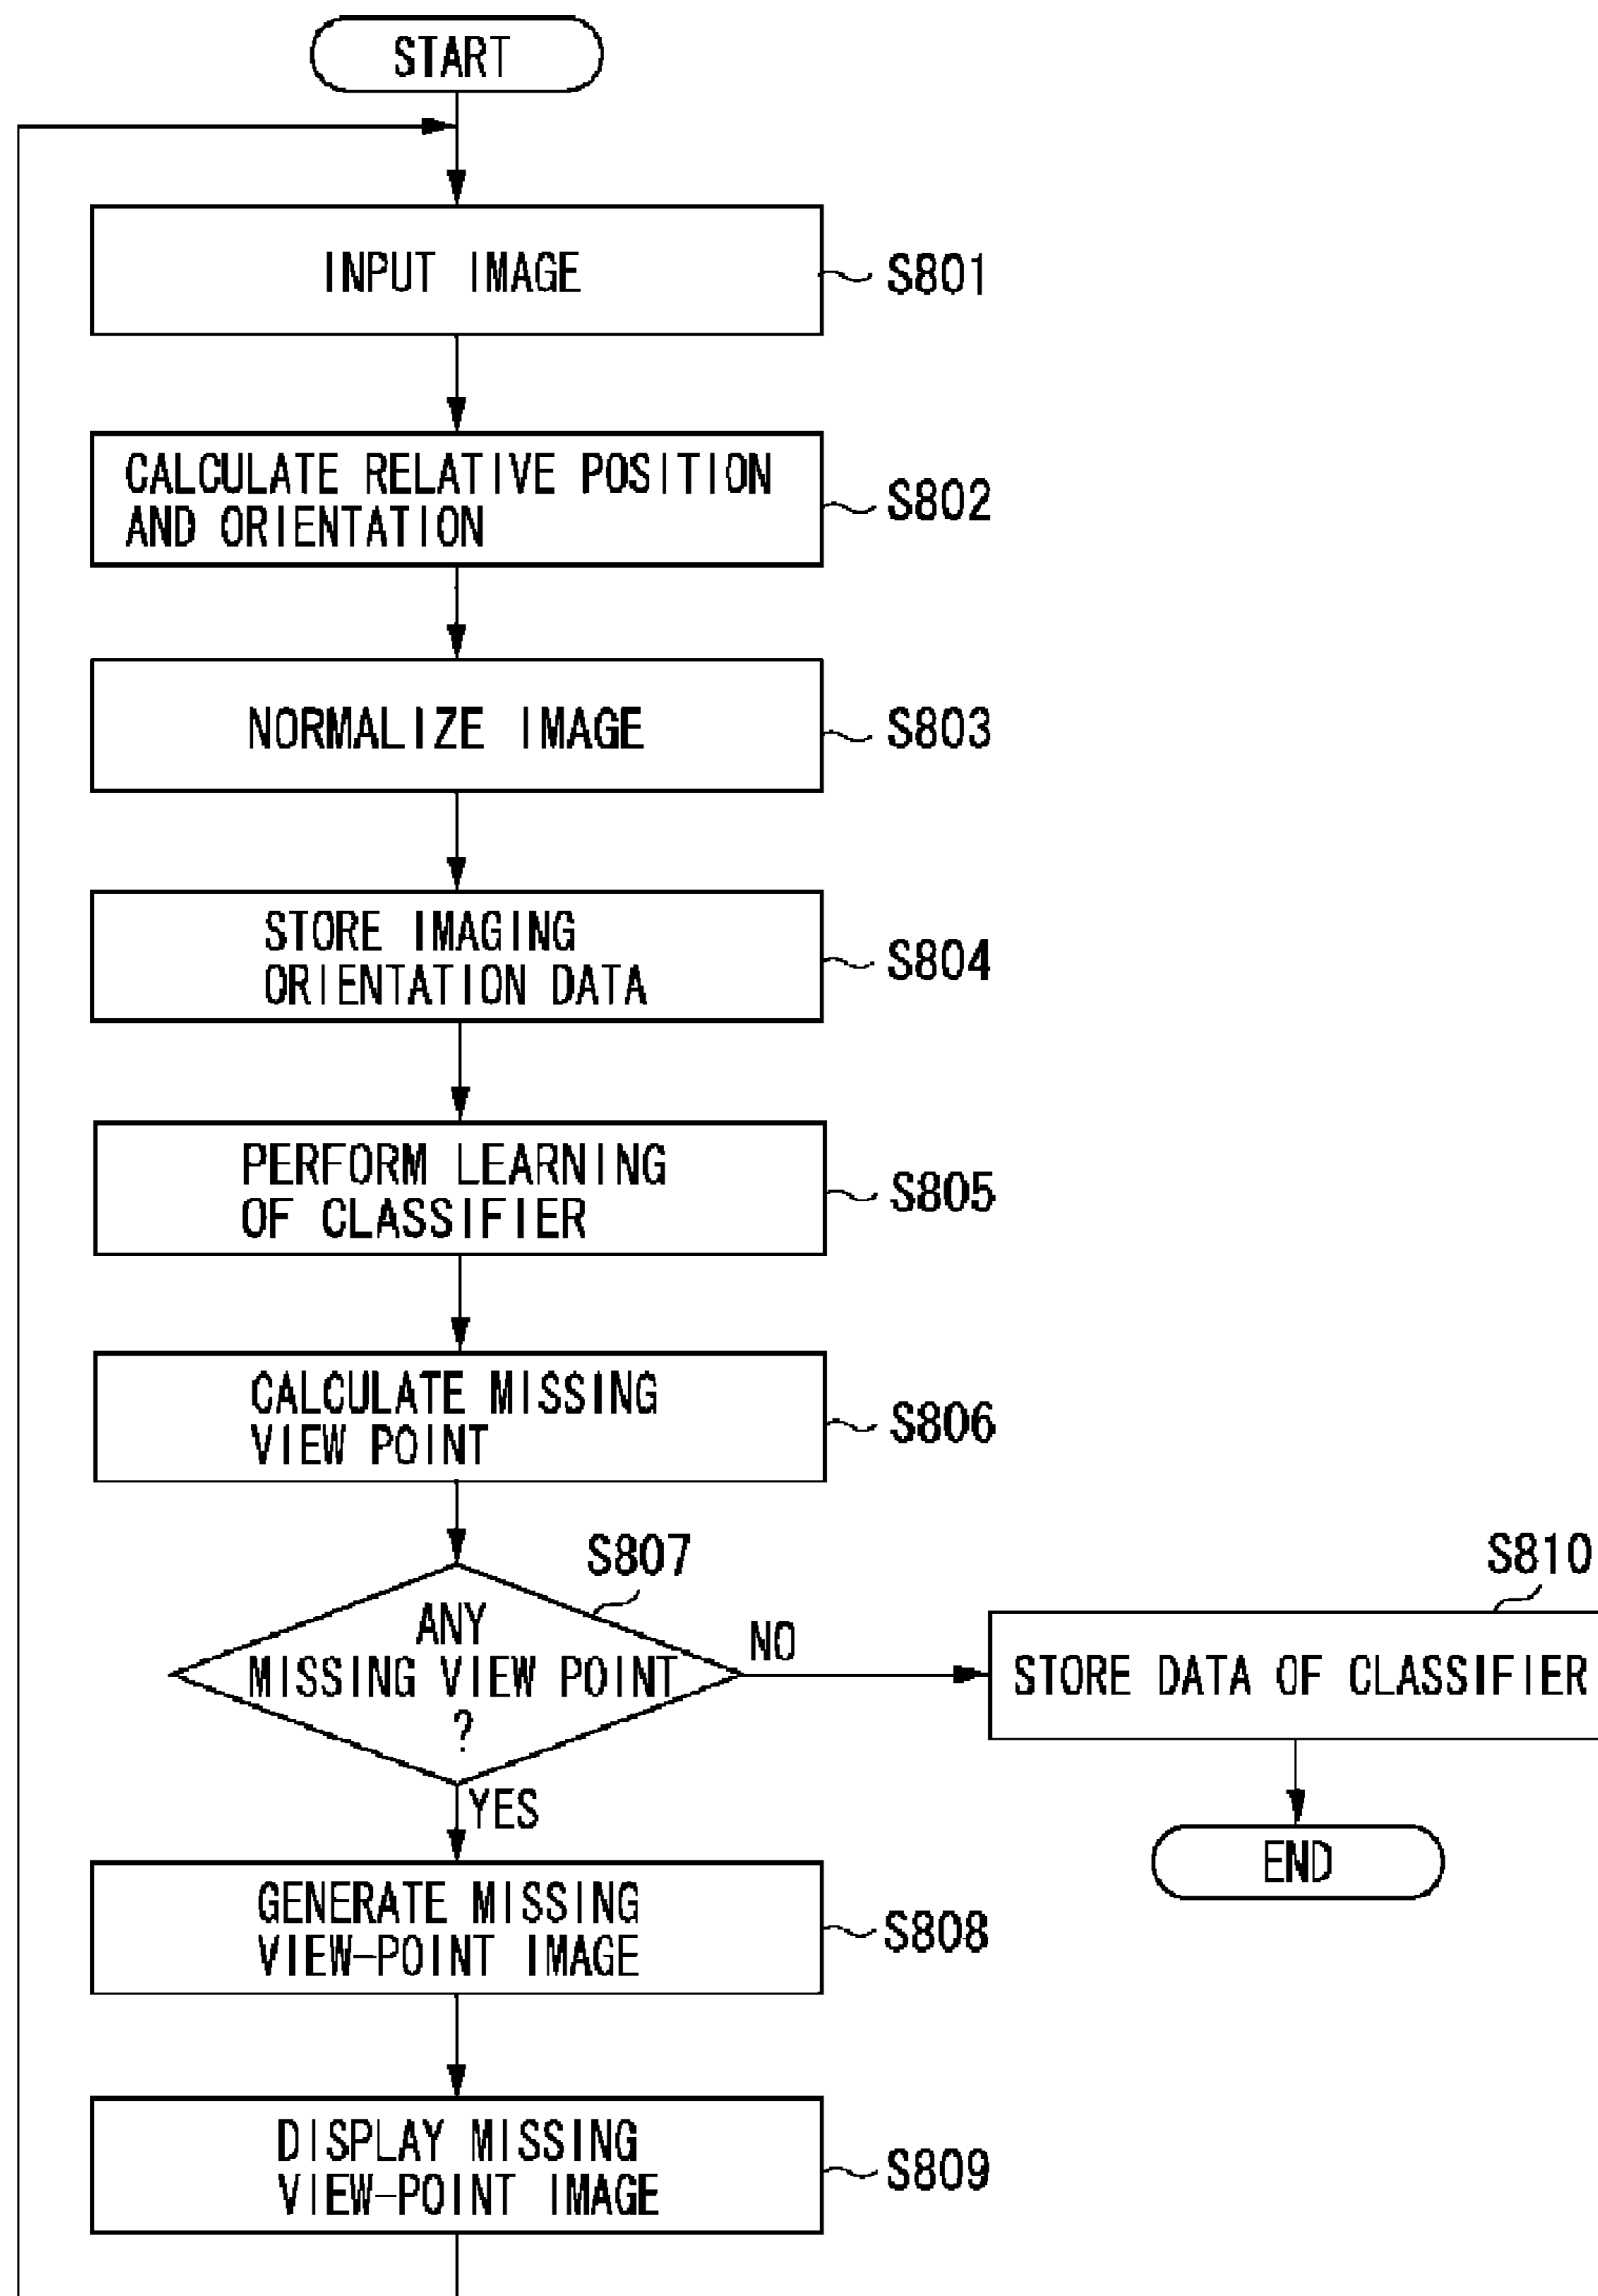 START
INPUT IMAGE
S801
CALCULATE RELATIVE POSITION
AND ORIENTATION
S802
NORMALIZE IMAGE
S803
STORE IMAGING
ORIENTATION DATA
S804
PERFORM LEARNING
OF CLASSIFIER
S805
CALCULATE MISSING
VIEW POINT
S806
S807
ANY
MISSING VIEW POINT
?
NO
YES
S810
STORE DATA OF CLASSIFIER
END
GENERATE MISSING
VIEW-POINT IMAGE
S808
DISPLAY MISSING
VIEW-POINT IMAGE
S809